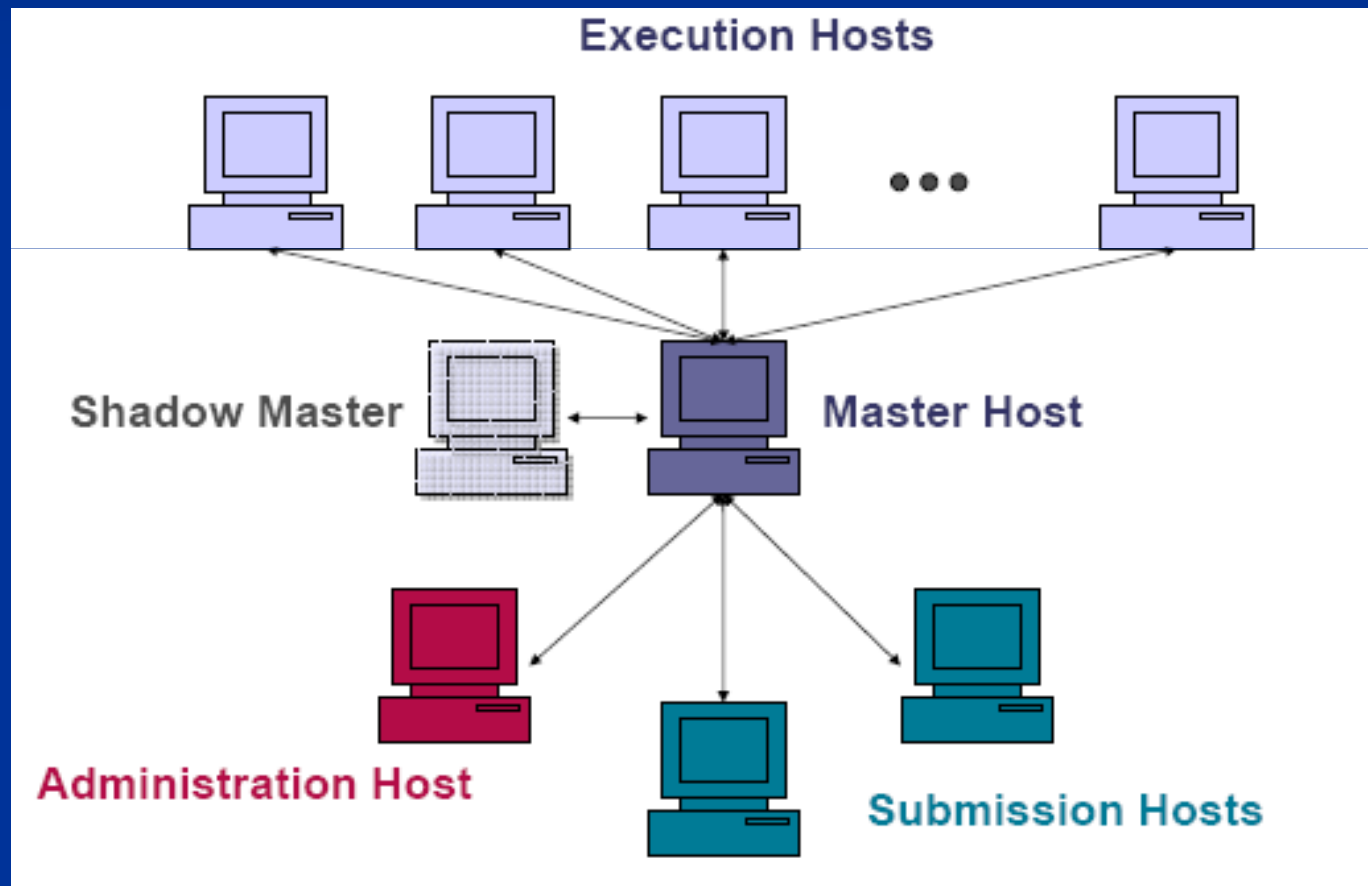 Execution Hosts
Shadow Master
Master Host
Administration Host
Submission Hosts